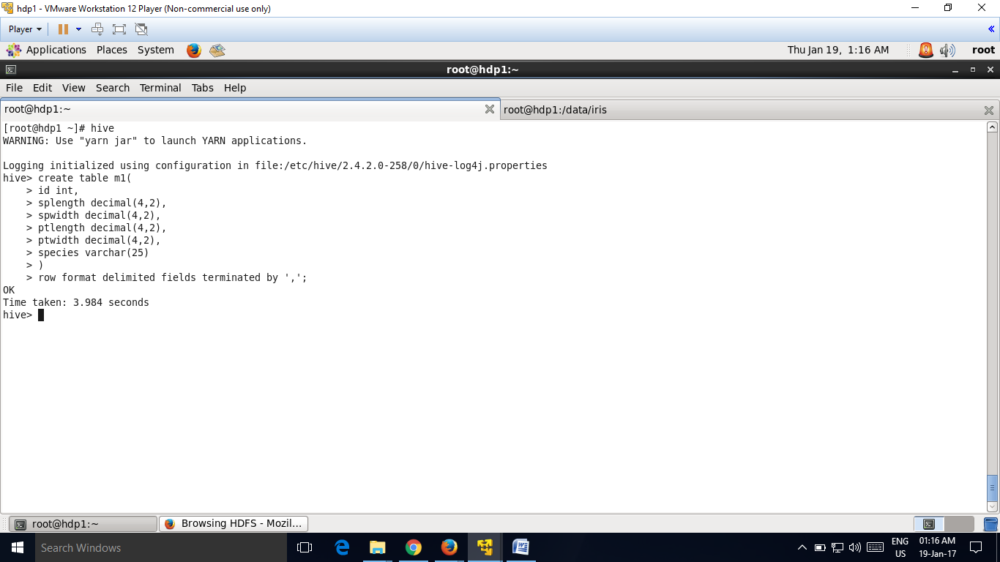 hdp1 - VMware Workstation 12 Player (Non-commercial use only)
Player
Applications Places System Thu Jan 19, 1:16 AM root
root@hdp1:~
File Edit View Search Terminal Tabs Help
root@hdp1:~ root@hdp1:/data/iris
[root@hdp1 ~]# hive
WARNING: Use "yarn jar" to launch YARN applications.
Logging initialized using configuration in file:/etc/hive/2.4.2.0-258/0/hive-log4j.properties
hive> create table m1(
    > id int,
    > splength decimal(4,2),
    > spwidth decimal(4,2),
    > ptlength decimal(4,2),
    > ptwidth decimal(4,2),
    > species varchar(25)
    > )
    > row format delimited fields terminated by ',';
OK
Time taken: 3.984 seconds
hive>
root@hdp1:~ Browsing HDFS - Mozil...
Search Windows ENG 01:16 AM
US 19-Jan-17